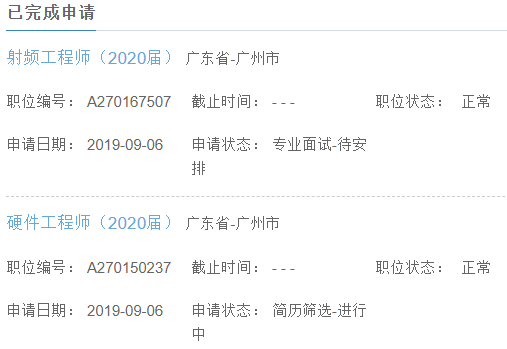 已完成申请
射频工程师（2020届） 广东省-广州市
职位编号： A270167507 截止时间： - - - 职位状态： 正常
申请日期： 2019-09-06 申请状态： 专业面试-待安
排
硬件工程师（2020届） 广东省-广州市
职位编号： A270150237 截止时间： - - - 职位状态： 正常
申请日期： 2019-09-06 申请状态： 简历筛选-进行
中